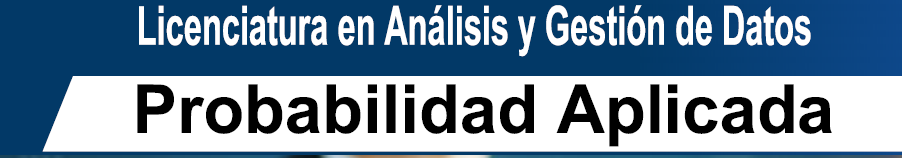 Licenciatura en Análisis y Gestión de Datos
Probabilidad Aplicada